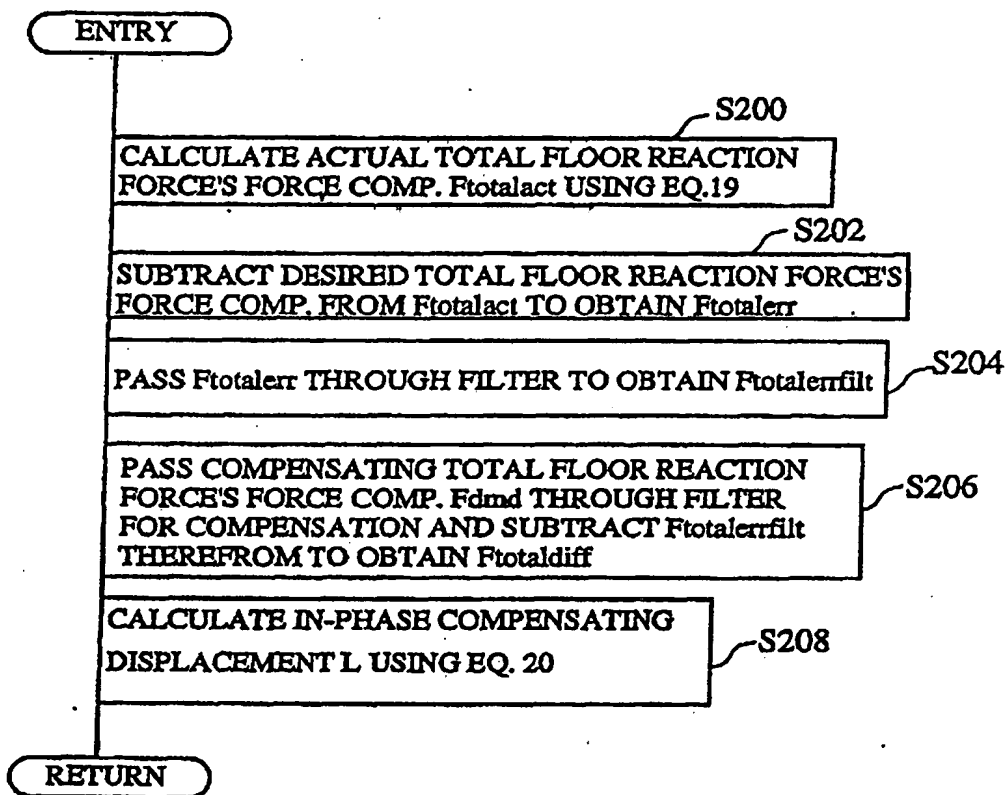 ENTRY
S200
CALCULATE ACTUAL TOTAL FLOOR REACTION
FORCE'S FORCE COMP. Ftotalact USING EQ.19
S202
SUBTRACT DESIRED TOTAL FLOOR REACTION FORCE'S
FORCE COMP. FROM Ftotalact TO OBTAIN Ftotalerr
S204
PASS Ftotalerr THROUGH FILTER TO OBTAIN Ftotalerrfilt
S206
PASS COMPENSATING TOTAL FLOOR REACTION
FORCE'S FORCE COMP. Fdmd THROUGH FILTER
FOR COMPENSATION AND SUBTRACT Ftotalerrfilt
THEREFROM TO OBTAIN Ftotaldiff
CALCULATE IN-PHASE COMPENSATING
DISPLACEMENT L USING EQ. 20
S208
RETURN